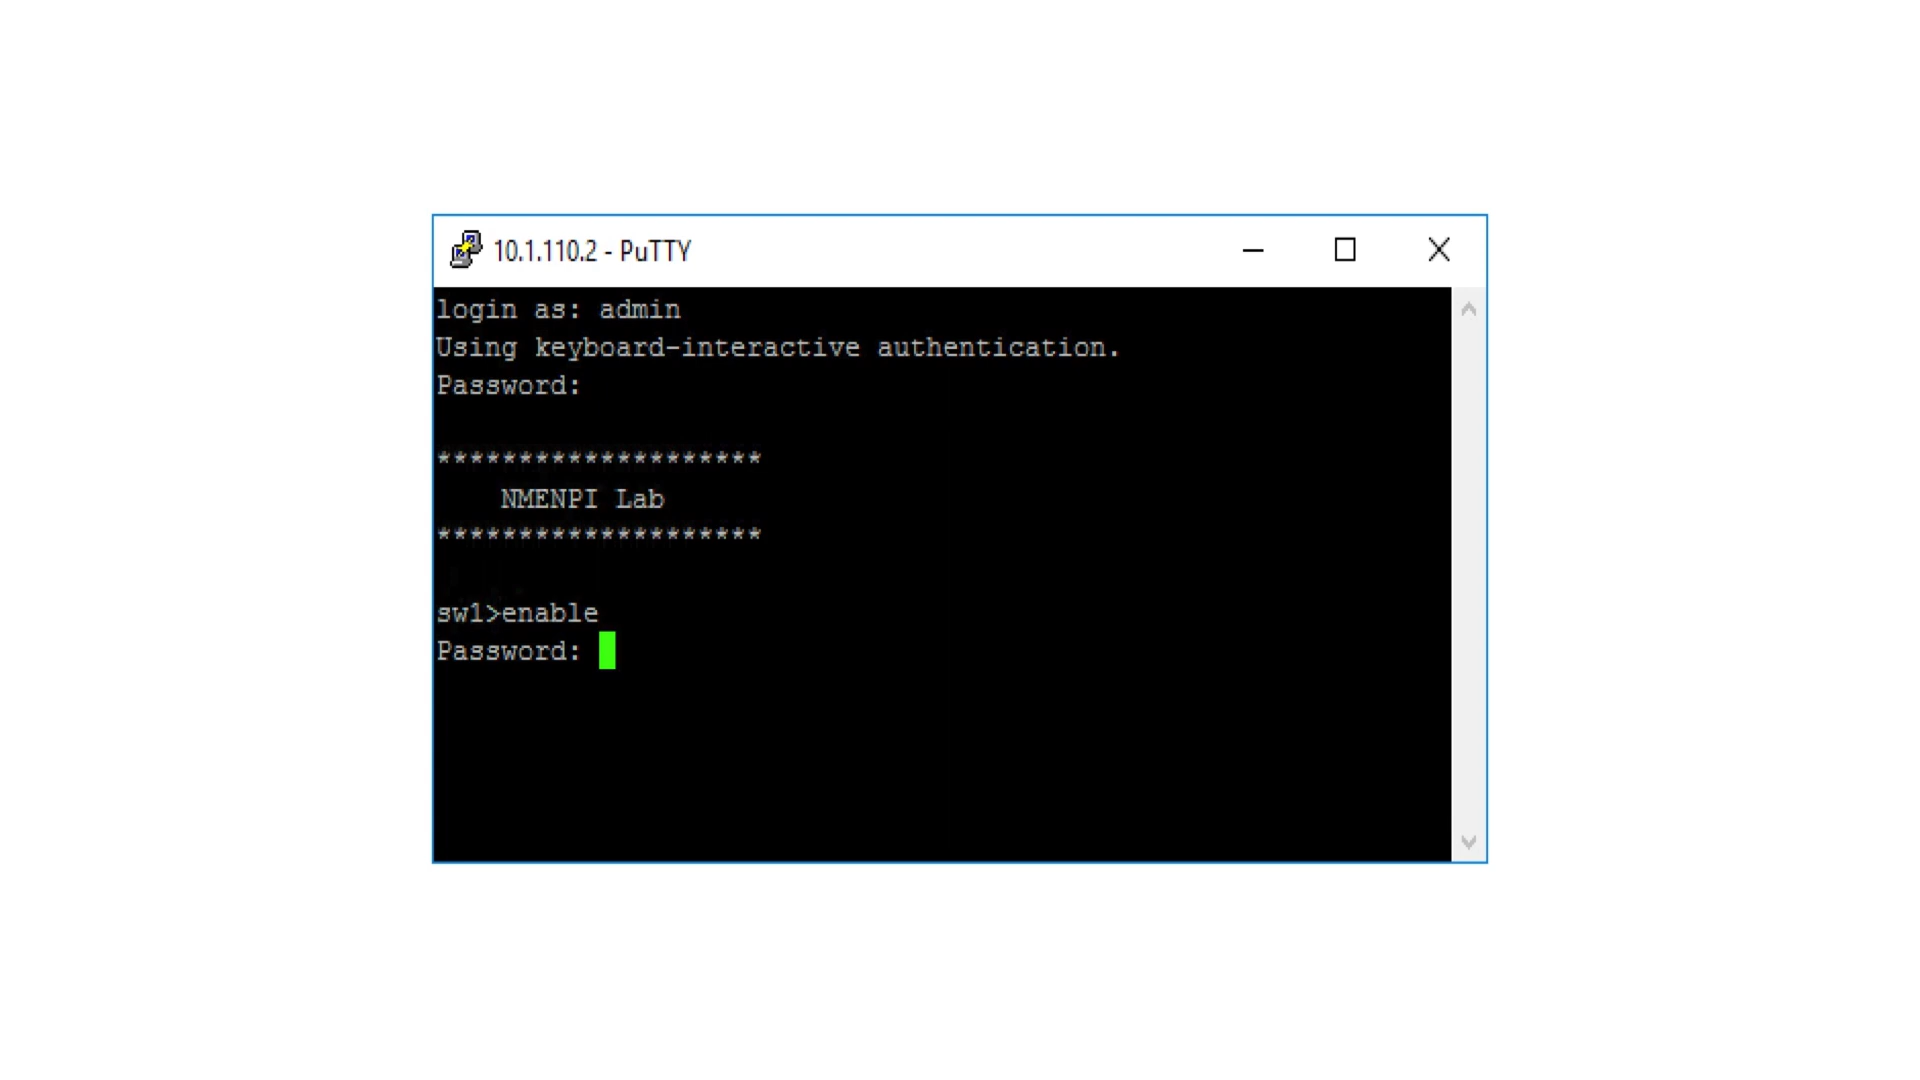 10.1.110.2 - PuTTY
login as: admin
Using keyboard-interactive authentication.
Password:
********************
NMENPI Lab
********************
sw1>enable
Password: